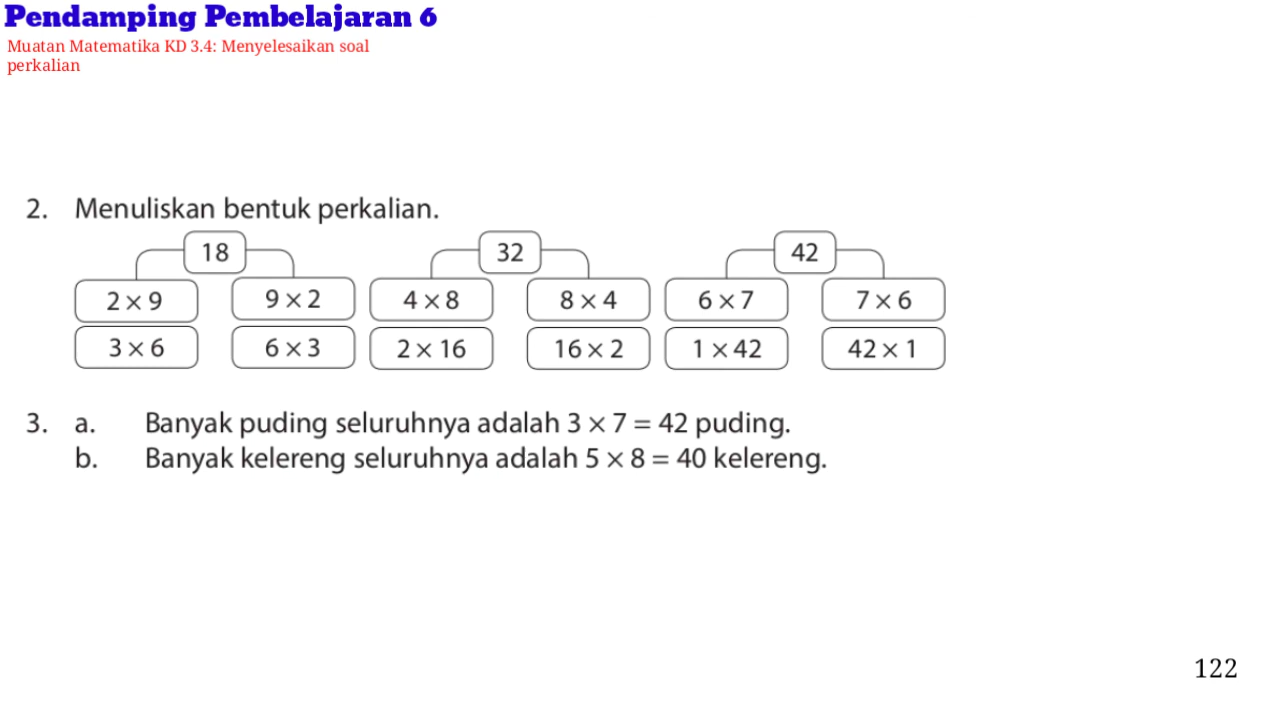 Pendamping Pembelajaran 6
Muatan Matematika KD 3.4: Menyelesaikan soal
perkalian
2. Menuliskan bentuk perkalian.
18 32 42
2 × 9 9 × 2 4 × 8 8 × 4 6 × 7 7 × 6
3 × 6 6 × 3 2 × 16 16 × 2 1 × 42 42 × 1
3. a. Banyak puding seluruhnya adalah 3 × 7 = 42 puding.
b. Banyak kelereng seluruhnya adalah 5 × 8 = 40 kelereng.
122